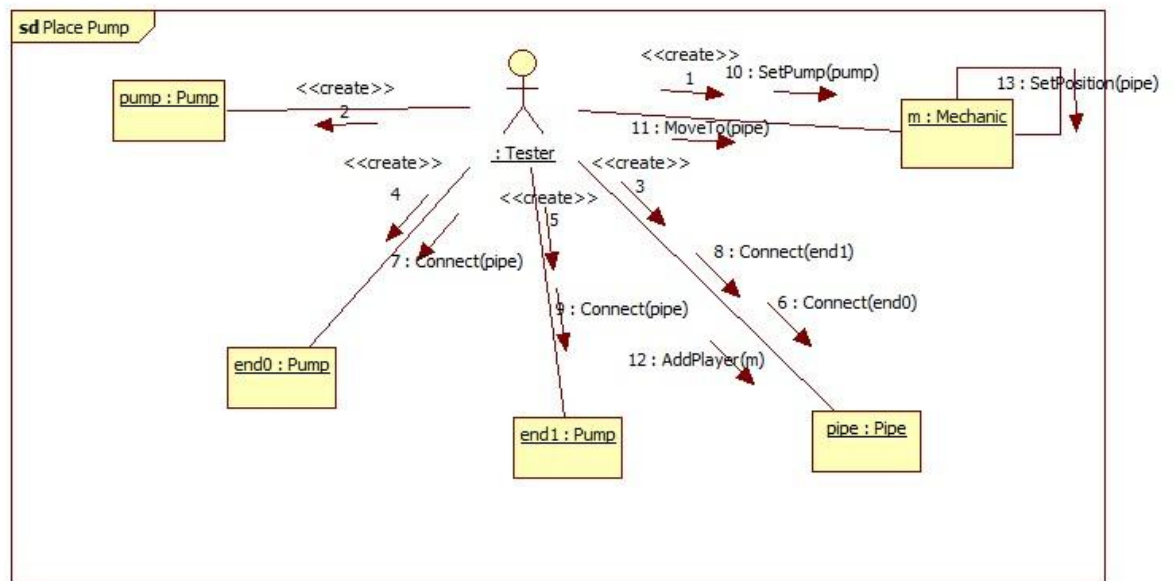 sd Place Pump
<<create>>
1
10 : SetPump(pump)
13 : SetPosition(pipe)
<<create>>
2
pump : Pump
m : Mechanic
11 : MoveTo(pipe)
: Tester
<<create>>
4
<<create>>
3
<<create>>
5
8 : Connect(end1)
7 : Connect(pipe)
9 : Connect(pipe)
6 : Connect(end0)
12 : AddPlayer(m)
end0 : Pump
end1 : Pump
pipe : Pipe